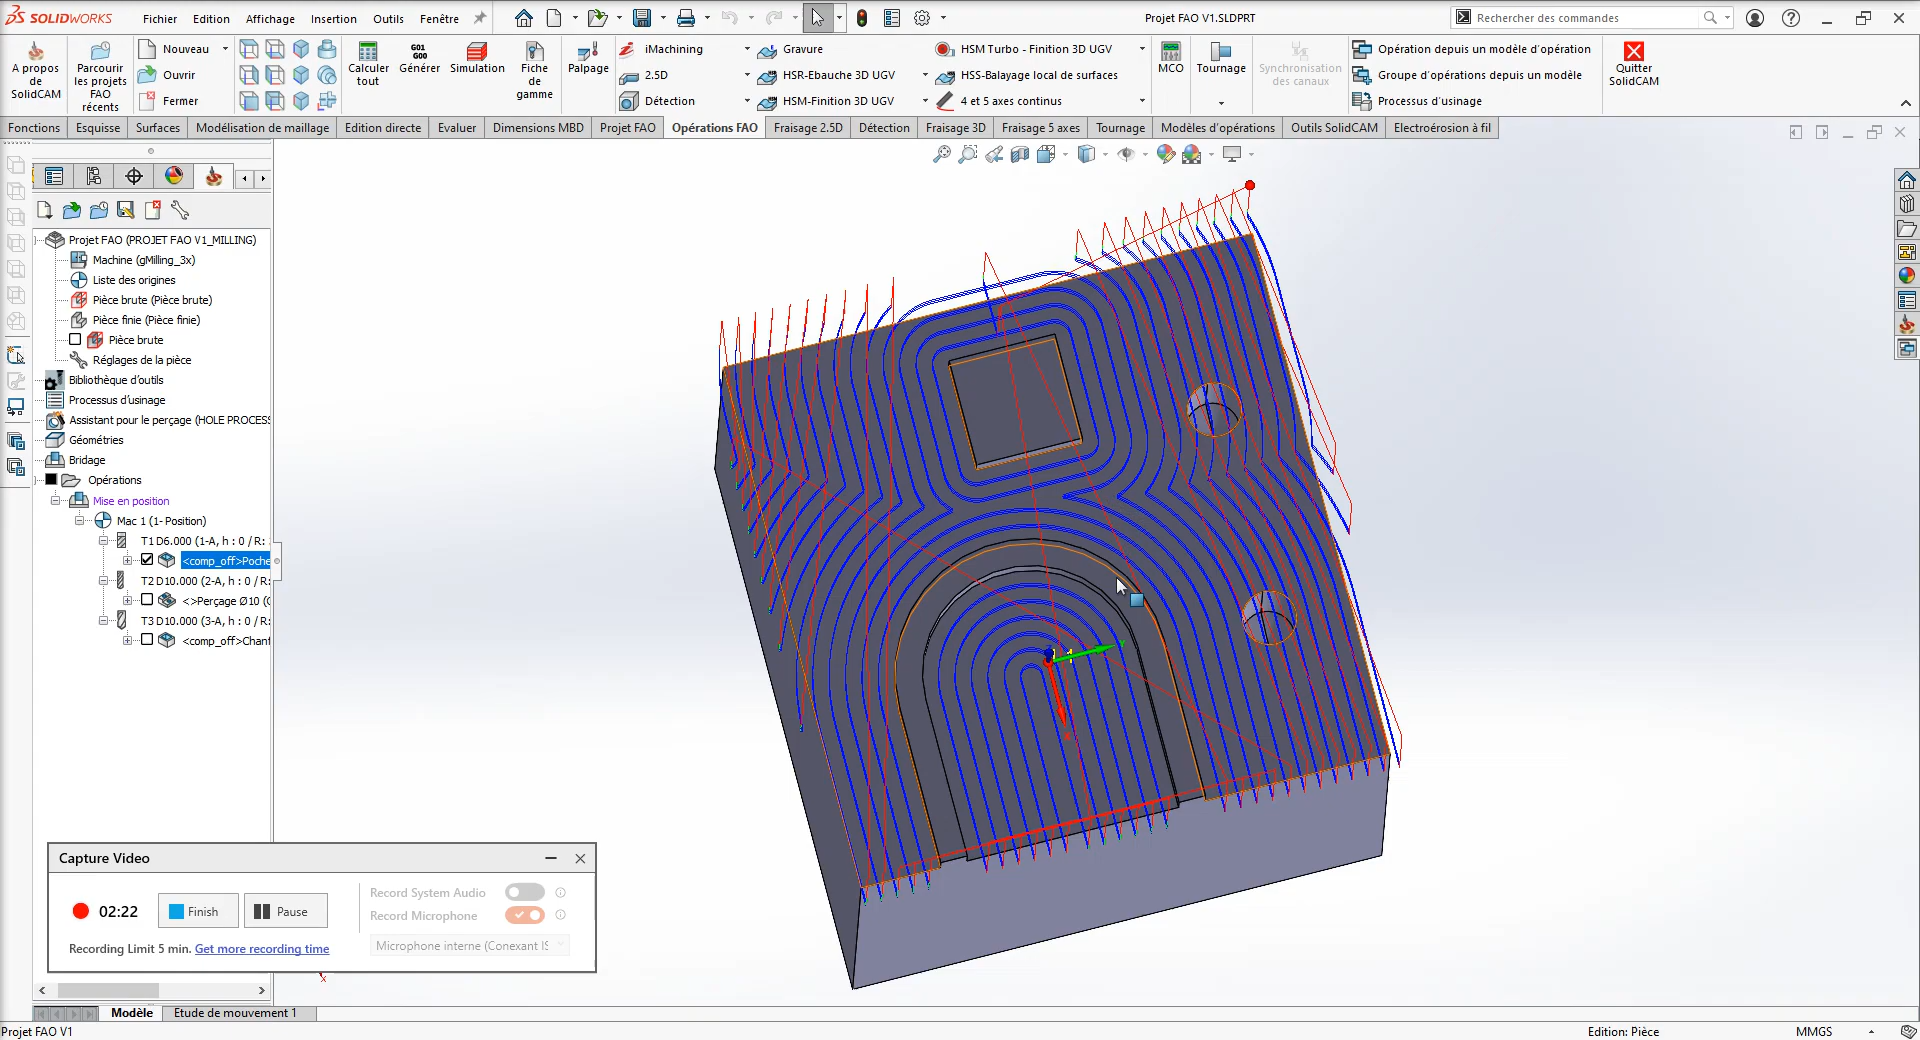 SOLIDWORKS
Fichier Edition Affichage Insertion Outils Fenêtre
Projet FAO V1.SLDPRT
Rechercher des commandes
A propos de SolidCAM
Parcourir les projets FAO récents
Nouveau
Ouvrir
Fermer
Calculer tout
G01 G00 Générer
Simulation
Fiche de gamme
Palpage
iMachining
2.5D
Détection
Gravure
HSR-Ebauche 3D UGV
HSM-Finition 3D UGV
HSM Turbo - Finition 3D UGV
HSS-Balayage local de surfaces
4 et 5 axes continus
MCO
Tournage
Synchronisation des canaux
Opération depuis un modèle d'opération
Groupe d'opérations depuis un modèle
Processus d'usinage
Quitter SolidCAM
Fonctions Esquisse Surfaces Modélisation de maillage Edition directe Evaluer Dimensions MBD Projet FAO Opérations FAO Fraisage 2.5D Détection Fraisage 3D Fraisage 5 axes Tournage Modèles d'opérations Outils SolidCAM Electroérosion à fil
Projet FAO (PROJET FAO V1_MILLING)
Machine (gMilling_3x)
Liste des origines
Pièce brute (Pièce brute)
Pièce finie (Pièce finie)
Pièce brute
Réglages de la pièce
Bibliothèque d'outils
Processus d'usinage
Assistant pour le perçage (HOLE PROCESS
Géométries
Bridage
Opérations
Mise en position
Mac 1 (1- Position)
T1 D6.000 (1-A, h : 0 / R:
<comp_off>Poche
T2 D10.000 (2-A, h : 0 / R:
<>Perçage Ø10 (
T3 D10.000 (3-A, h : 0 / R:
<comp_off>Chanf
Y
X
Capture Video
02:22
Finish
Pause
Record System Audio
Record Microphone
Microphone interne (Conexant IS
Recording Limit 5 min. Get more recording time
x
Modèle
Etude de mouvement 1
Projet FAO V1
Edition: Pièce
MMGS